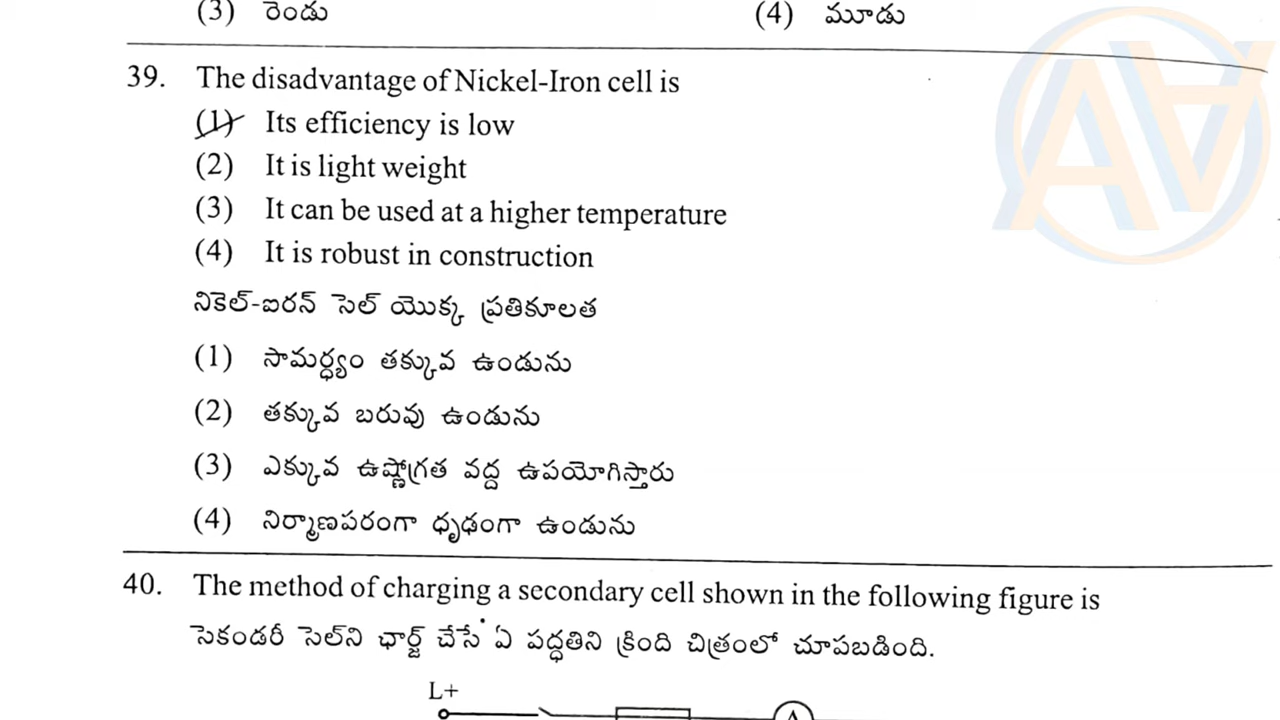 (3) రెండు (4) మూడు
39. The disadvantage of Nickel-Iron cell is
(1) Its efficiency is low
(2) It is light weight
(3) It can be used at a higher temperature
(4) It is robust in construction
నికెల్-ఐరన్ సెల్ యొక్క ప్రతికూలత
(1) సామర్థ్యం తక్కువ ఉండును
(2) తక్కువ బరువు ఉండును
(3) ఎక్కువ ఉష్ణోగ్రత వద్ద ఉపయోగిస్తారు
(4) నిర్మాణపరంగా ధృఢంగా ఉండును
40. The method of charging a secondary cell shown in the following figure is
సెకండరీ సెల్‌ని ఛార్జ్ చేసే ఏ పద్ధతిని క్రింది చిత్రంలో చూపబడింది.
L+
A